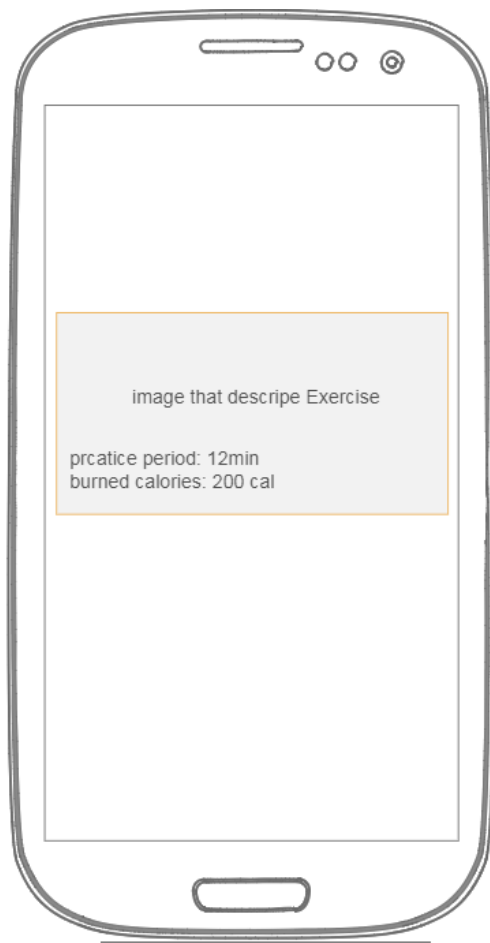 image that descripe Exercise
prcatice period: 12min
burned calories: 200 cal